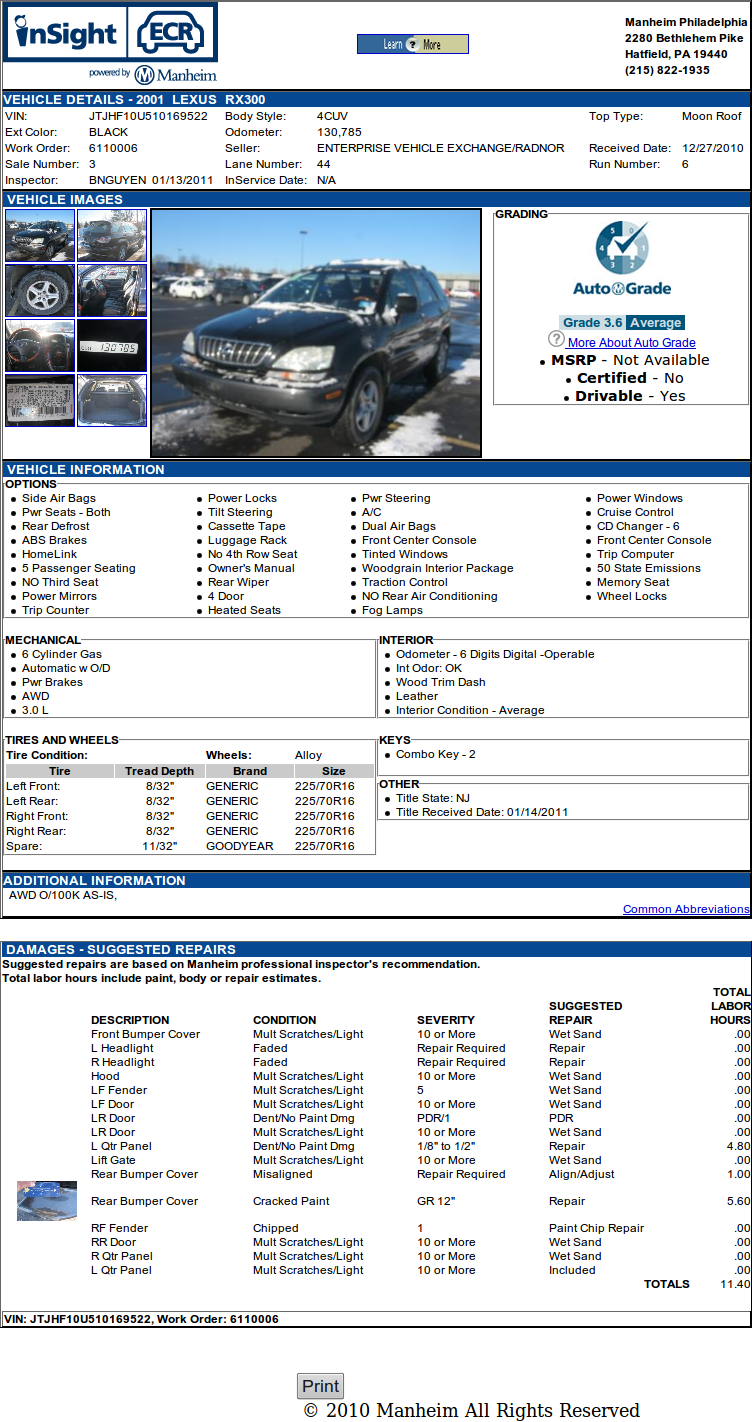 inSight ECR
powered by Manheim
Learn ? More
Manheim Philadelphia
2280 Bethlehem Pike
Hatfield, PA 19440
(215) 822-1935
VEHICLE DETAILS - 2001 LEXUS RX300
VIN: JTJHF10U510169522 Body Style: 4CUV Top Type: Moon Roof
Ext Color: BLACK Odometer: 130,785
Work Order: 6110006 Seller: ENTERPRISE VEHICLE EXCHANGE/RADNOR Received Date: 12/27/2010
Sale Number: 3 Lane Number: 44 Run Number: 6
Inspector: BNGUYEN 01/13/2011 InService Date: N/A
VEHICLE IMAGES
130785
GRADING
5 0
4 1
3 2
AutoGrade
Grade 3.6 Average
? More About Auto Grade
• MSRP - Not Available
• Certified - No
• Drivable - Yes
VEHICLE INFORMATION
OPTIONS
• Side Air Bags • Power Locks • Pwr Steering • Power Windows
• Pwr Seats - Both • Tilt Steering • A/C • Cruise Control
• Rear Defrost • Cassette Tape • Dual Air Bags • CD Changer - 6
• ABS Brakes • Luggage Rack • Front Center Console • Front Center Console
• HomeLink • No 4th Row Seat • Tinted Windows • Trip Computer
• 5 Passenger Seating • Owner's Manual • Woodgrain Interior Package • 50 State Emissions
• NO Third Seat • Rear Wiper • Traction Control • Memory Seat
• Power Mirrors • 4 Door • NO Rear Air Conditioning • Wheel Locks
• Trip Counter • Heated Seats • Fog Lamps
MECHANICAL
• 6 Cylinder Gas
• Automatic w O/D
• Pwr Brakes
• AWD
• 3.0 L
INTERIOR
• Odometer - 6 Digits Digital -Operable
• Int Odor: OK
• Wood Trim Dash
• Leather
• Interior Condition - Average
TIRES AND WHEELS
Tire Condition: Wheels: Alloy
Tire Tread Depth Brand Size
Left Front: 8/32" GENERIC 225/70R16
Left Rear: 8/32" GENERIC 225/70R16
Right Front: 8/32" GENERIC 225/70R16
Right Rear: 8/32" GENERIC 225/70R16
Spare: 11/32" GOODYEAR 225/70R16
KEYS
• Combo Key - 2
OTHER
• Title State: NJ
• Title Received Date: 01/14/2011
ADDITIONAL INFORMATION
AWD O/100K AS-IS,
Common Abbreviations
DAMAGES - SUGGESTED REPAIRS
Suggested repairs are based on Manheim professional inspector's recommendation.
Total labor hours include paint, body or repair estimates.
TOTAL
SUGGESTED LABOR
DESCRIPTION CONDITION SEVERITY REPAIR HOURS
Front Bumper Cover Mult Scratches/Light 10 or More Wet Sand .00
L Headlight Faded Repair Required Repair .00
R Headlight Faded Repair Required Repair .00
Hood Mult Scratches/Light 10 or More Wet Sand .00
LF Fender Mult Scratches/Light 5 Wet Sand .00
LF Door Mult Scratches/Light 10 or More Wet Sand .00
LR Door Dent/No Paint Dmg PDR/1 PDR .00
LR Door Mult Scratches/Light 10 or More Wet Sand .00
L Qtr Panel Dent/No Paint Dmg 1/8" to 1/2" Repair 4.80
Lift Gate Mult Scratches/Light 10 or More Wet Sand .00
Rear Bumper Cover Misaligned Repair Required Align/Adjust 1.00
Rear Bumper Cover Cracked Paint GR 12" Repair 5.60
RF Fender Chipped 1 Paint Chip Repair .00
RR Door Mult Scratches/Light 10 or More Wet Sand .00
R Qtr Panel Mult Scratches/Light 10 or More Wet Sand .00
L Qtr Panel Mult Scratches/Light 10 or More Included .00
TOTALS 11.40
VIN: JTJHF10U510169522, Work Order: 6110006
Print
© 2010 Manheim All Rights Reserved